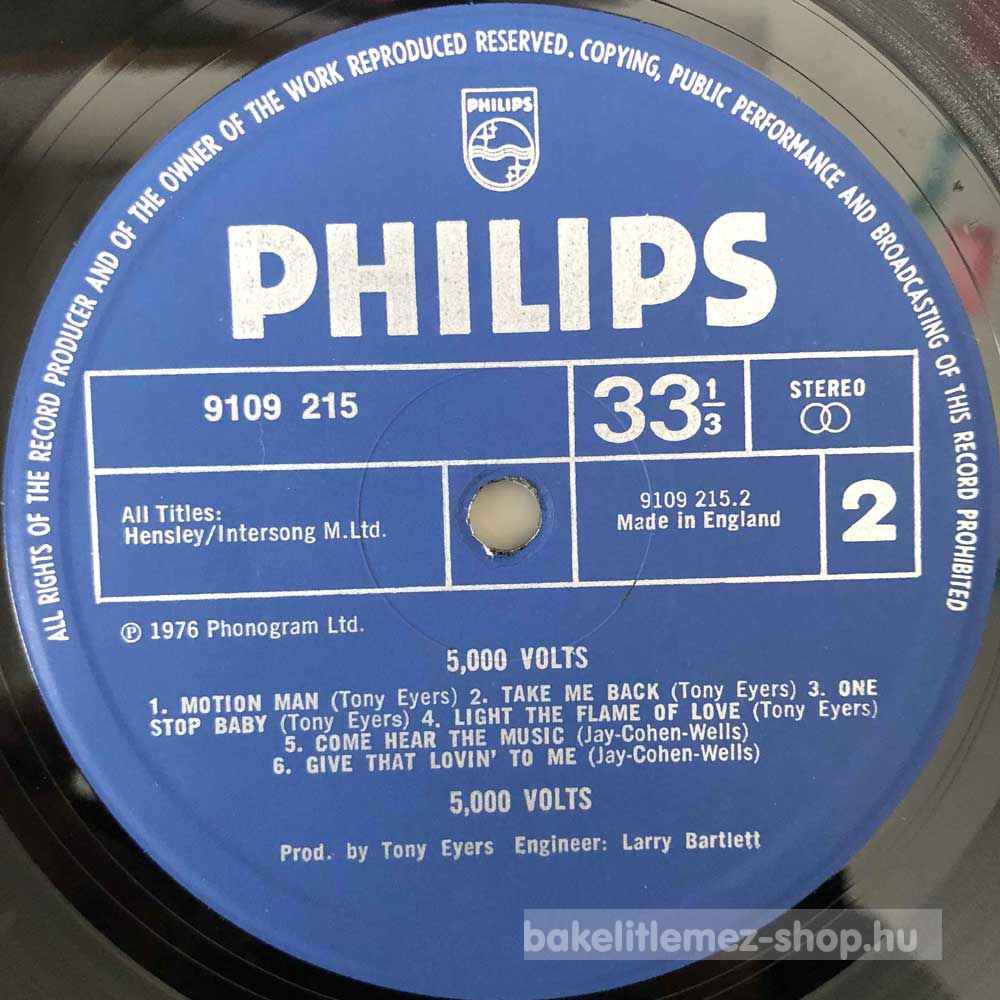 ALL RIGHTS OF THE RECORD PRODUCER AND OF THE OWNER OF THE WORK REPRODUCED RESERVED. COPYING, PUBLIC PERFORMANCE AND BROADCASTING OF THIS RECORD PROHIBITED
PHILIPS
PHILIPS
9109 215
33 1/3
STEREO
All Titles:
Hensley/Intersong M.Ltd.
9109 215.2
Made in England
2
℗ 1976 Phonogram Ltd.
5,000 VOLTS
1. MOTION MAN (Tony Eyers) 2. TAKE ME BACK (Tony Eyers) 3. ONE
STOP BABY (Tony Eyers) 4. LIGHT THE FLAME OF LOVE (Tony Eyers)
5. COME HEAR THE MUSIC (Jay-Cohen-Wells)
6. GIVE THAT LOVIN' TO ME (Jay-Cohen-Wells)
5,000 VOLTS
Prod. by Tony Eyers Engineer: Larry Bartlett
bakelitlemez-shop.hu